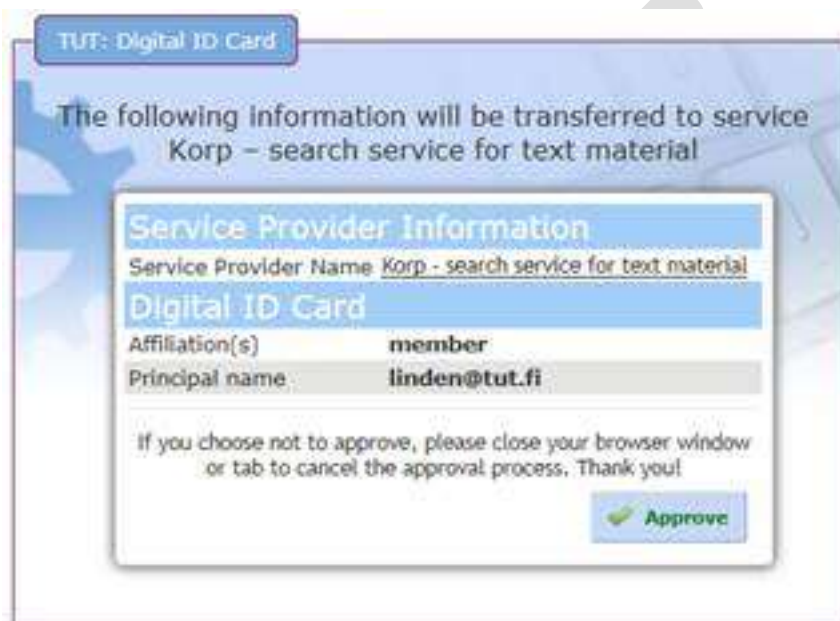 TUT: Digital ID Card
The following information will be transferred to service
Korp – search service for text material
Service Provider Information
Service Provider Name Korp - search service for text material
Digital ID Card
Affiliation(s) member
Principal name linden@tut.fi
If you choose not to approve, please close your browser window
or tab to cancel the approval process. Thank you!
Approve